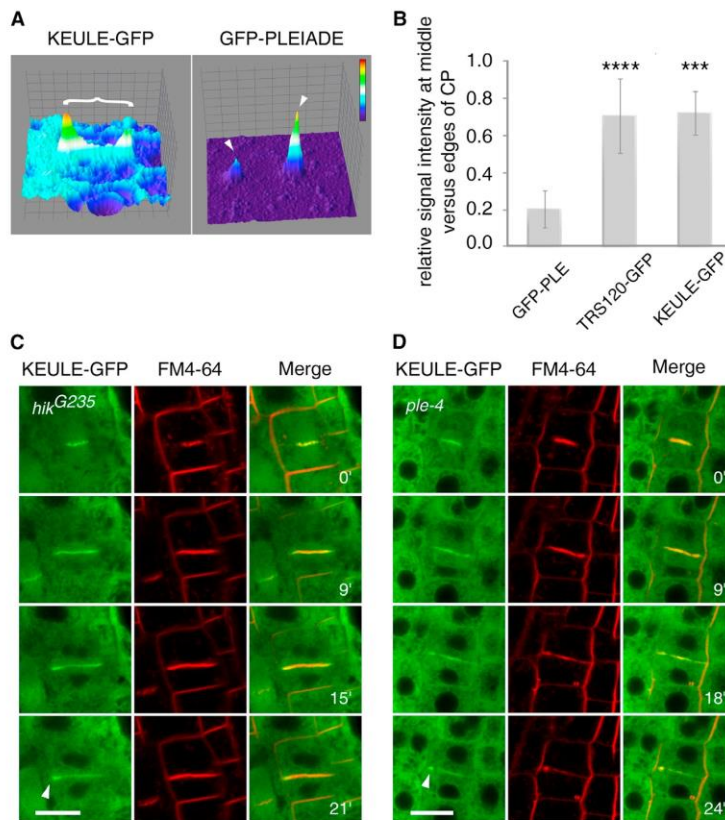 A
KEULE-GFP GFP-PLEIADE
B
relative signal intensity at middle
versus edges of CP
1.0
0.8
0.6
0.4
0.2
0.0
**** ***
GFP-PLE TRS120-GFP KEULE-GFP
C
KEULE-GFP FM4-64 Merge
hik^G235
0'
9'
15'
21'
D
KEULE-GFP FM4-64 Merge
ple-4
0'
9'
18'
24'